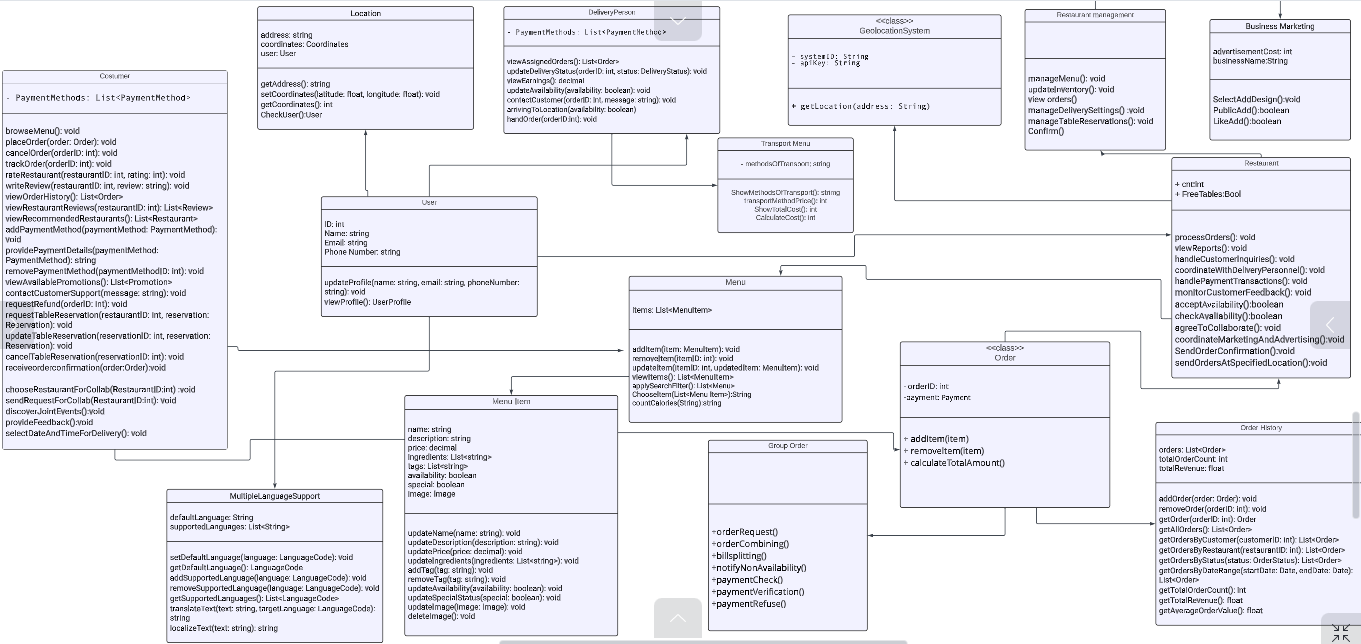 Costumer
- PaymentMethods: List<PaymentMethod>
browseMenu(): void
placeOrder(order: Order): void
cancelOrder(orderID: int): void
trackOrder(orderID: int): void
rateRestaurant(restaurantID: int, rating: int): void
writeReview(restaurantID: int, review: string): void
viewOrderHistory(): List<Order>
viewRestaurantReviews(restaurantID: int): List<Review>
viewRecommendedRestaurants(): List<Restaurant>
addPaymentMethod(paymentMethod: PaymentMethod):
void
providePaymentDetails(paymentMethod:
PaymentMethod): string
removePaymentMethod(paymentMethodID: int): void
viewAvailablePromotions(): List<Promotion>
contactCustomerSupport(message: string): void
requestRefund(orderID: int): void
requestTableReservation(restaurantID: int, reservation:
Reservation): void
updateTableReservation(reservationID: int, reservation:
Reservation): void
cancelTableReservation(reservationID: int): void
receiveorderconfirmation(order:Order):void
chooseRestaurantForCollab(RestaurantID:int) :void
sendRequestForCollab(RestaurantID:int): void
discoverJointEvents():void
provideFeedback():void
selectDateAndTimeForDelivery(): void
Location
address: string
coordinates: Coordinates
user: User
getAddress(): string
setCoordinates(latitude: float, longitude: float): void
getCoordinates(): int
CheckUser():User
DeliveryPerson
- PaymentMethods: List<PaymentMethod>
viewAssignedOrders(): List<Order>
updateDeliveryStatus(orderID: int, status: DeliveryStatus): void
viewEarnings(): decimal
updateAvailability(availability: boolean): void
contactCustomer(orderID: int, message: string): void
arrivingToLocation(availability: boolean)
handOrder(orderID:int): void
<<class>>
GeolocationSystem
- systemID: String
- apiKey: String
+ getLocation(address: String)
Restaurant management
manageMenu(): void
updateInventory(): void
view orders()
manageDeliverySettings() :void
manageTableReservations(): void
Confirm()
Business Marketing
advertisementCost: int
businessName:String
SelectAddDesign():void
PublicAdd():boolean
LikeAdd():boolean
Transport Menu
- methodsOfTransport: string
ShowMethodsOfTransport(): string
transportMethodPrice(): int
ShowTotalCost(): int
CalculateCost(): int
Restaurant
+ cnt:int
+ FreeTables:Bool
processOrders(): void
viewReports(): void
handleCustomerInquiries(): void
coordinateWithDeliveryPersonnel(): void
handlePaymentTransactions(): void
monitorCustomerFeedback(): void
acceptAvailability():boolean
checkAvaliability():boolean
agreeToCollaborate(): void
coordinateMarketingAndAdvertising():void
SendOrderConfirmation():void
sendOrdersAtSpecifiedLocation():void
User
ID: int
Name: string
Email: string
Phone Number: string
updateProfile(name: string, email: string, phoneNumber:
string): void
viewProfile(): UserProfile
Menu
Items: List<MenuItem>
addItem(item: MenuItem): void
removeItem(itemID: int): void
updateItem(itemID: int, updatedItem: MenuItem): void
viewItems(): List<MenuItem>
applySearchFilter(): List<Menu>
ChooseItem(List<Menu Item>):String
countCalories(String):string
<<class>>
Order
- orderID: int
- payment: Payment
+ addItem(item)
+ removeItem(item)
+ calculateTotalAmount()
Menu Item
name: string
description: string
price: decimal
ingredients: List<string>
tags: List<string>
availability: boolean
special: boolean
image: Image
updateName(name: string): void
updateDescription(description: string): void
updatePrice(price: decimal): void
updateIngredients(ingredients: List<string>): void
addTag(tag: string): void
removeTag(tag: string): void
updateAvailability(availability: boolean): void
updateSpecialStatus(special: boolean): void
updateImage(image: Image): void
deleteImage(): void
Group Order
+orderRequest()
+orderCombining()
+billsplitting()
+notifyNonAvailability()
+paymentCheck()
+paymentVerification()
+paymentRefuse()
Order History
orders: List<Order>
totalOrderCount: int
totalRevenue: float
addOrder(order: Order): void
removeOrder(orderID: int): void
getOrder(orderID: int): Order
getAllOrders(): List<Order>
getOrdersByCustomer(customerID: int): List<Order>
getOrdersByRestaurant(restaurantID: int): List<Order>
getOrdersByStatus(status: OrderStatus): List<Order>
getOrdersByDateRange(startDate: Date, endDate: Date):
List<Order>
getTotalOrderCount(): int
getTotalRevenue(): float
getAverageOrderValue(): float
MultipleLanguageSupport
defaultLanguage: String
supportedLanguages: List<String>
setDefaultLanguage(language: LanguageCode): void
getDefaultLanguage(): LanguageCode
addSupportedLanguage(language: LanguageCode): void
removeSupportedLanguage(language: LanguageCode): void
getSupportedLanguages(): List<LanguageCode>
translateText(text: string, targetLanguage: LanguageCode):
string
localizeText(text: string): string